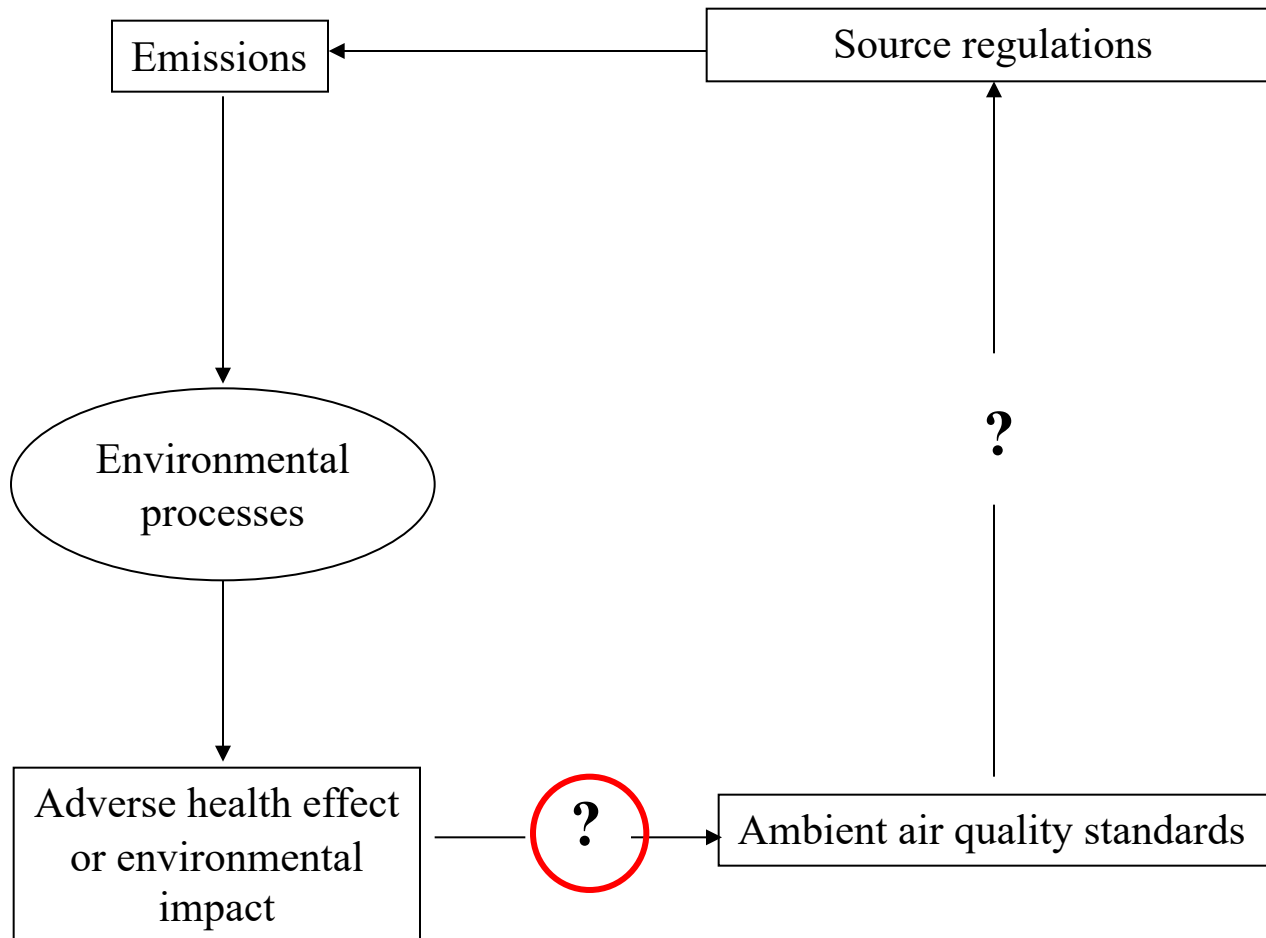 Emissions
Source regulations
Environmental
processes
?
Adverse health effect
or environmental
impact
?
Ambient air quality standards